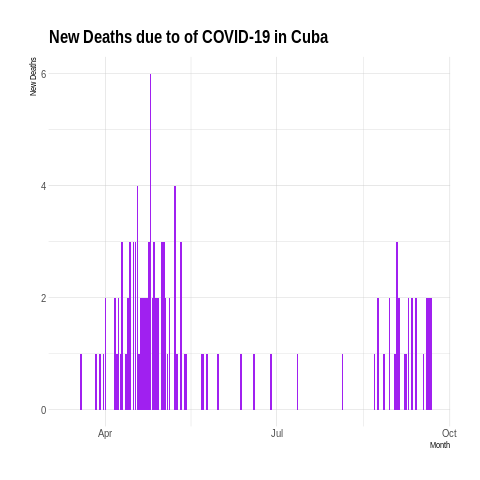 New Deaths due to of COVID-19 in Cuba
New Deaths
6
4
2
0
Apr Jul Oct
Month